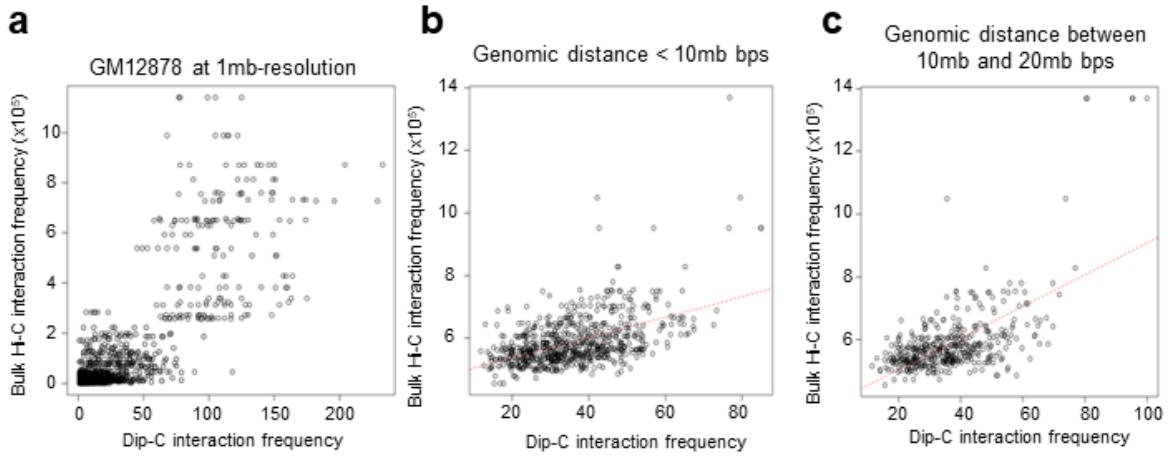 a
GM12878 at 1mb-resolution
Bulk Hi-C interaction frequency (x10⁵)
10
8
6
4
2
0
0 50 100 150 200
Dip-C interaction frequency
b
Genomic distance < 10mb bps
Bulk Hi-C interaction frequency (x10⁵)
14
12
10
8
6
20 40 60 80
Dip-C interaction frequency
c
Genomic distance between
10mb and 20mb bps
Bulk Hi-C interaction frequency (x10⁵)
14
12
10
8
6
20 40 60 80 100
Dip-C interaction frequency